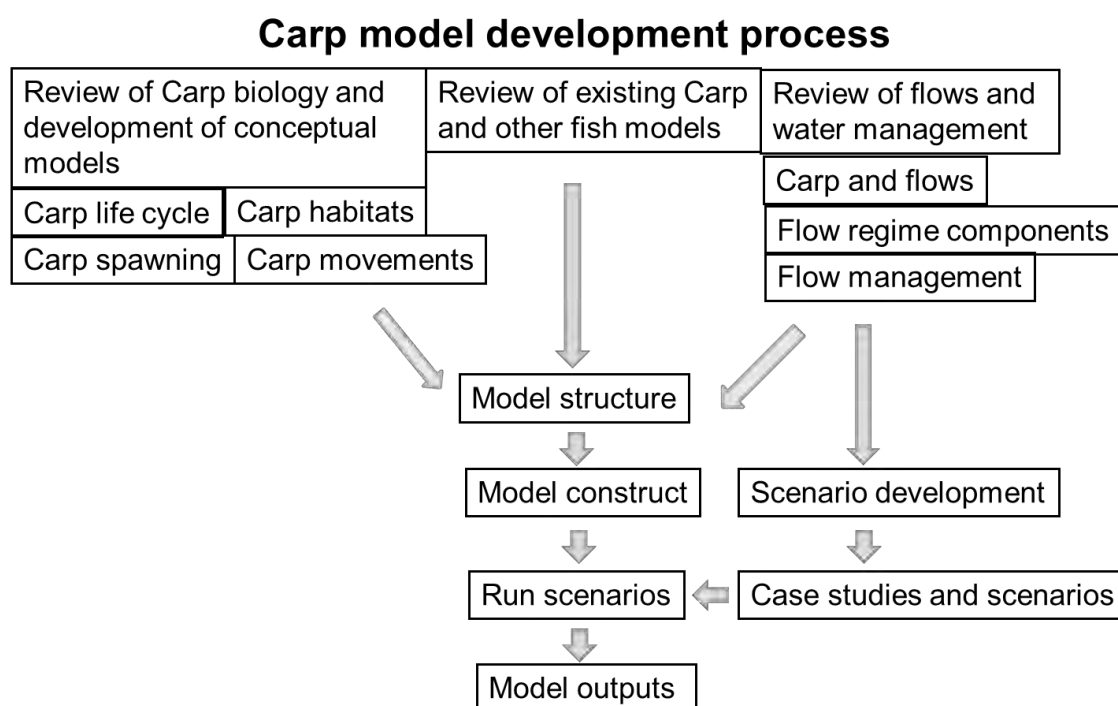 Carp model development process
Review of Carp biology and
development of conceptual
models
Carp life cycle
Carp habitats
Carp spawning
Carp movements
Review of existing Carp
and other fish models
Review of flows and
water management
Carp and flows
Flow regime components
Flow management
Model structure
Model construct
Scenario development
Run scenarios
Case studies and scenarios
Model outputs